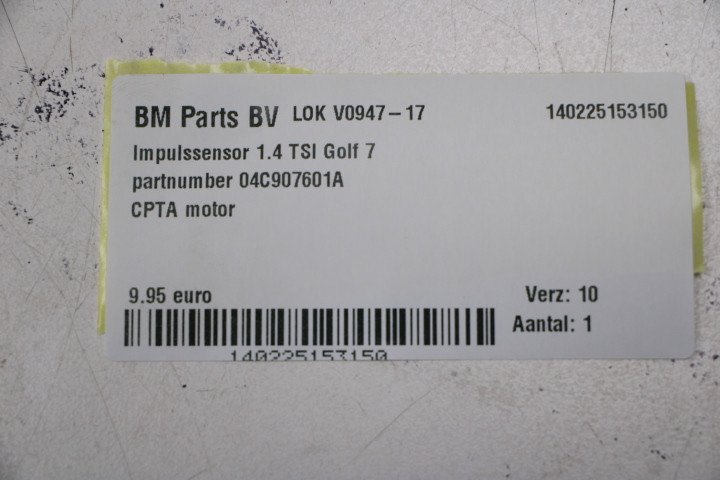 BM Parts BV LOK V0947-17 140225153150
Impulssensor 1.4 TSI Golf 7
partnumber 04C907601A
CPTA motor
9.95 euro Verz: 10
Aantal: 1
140225153150